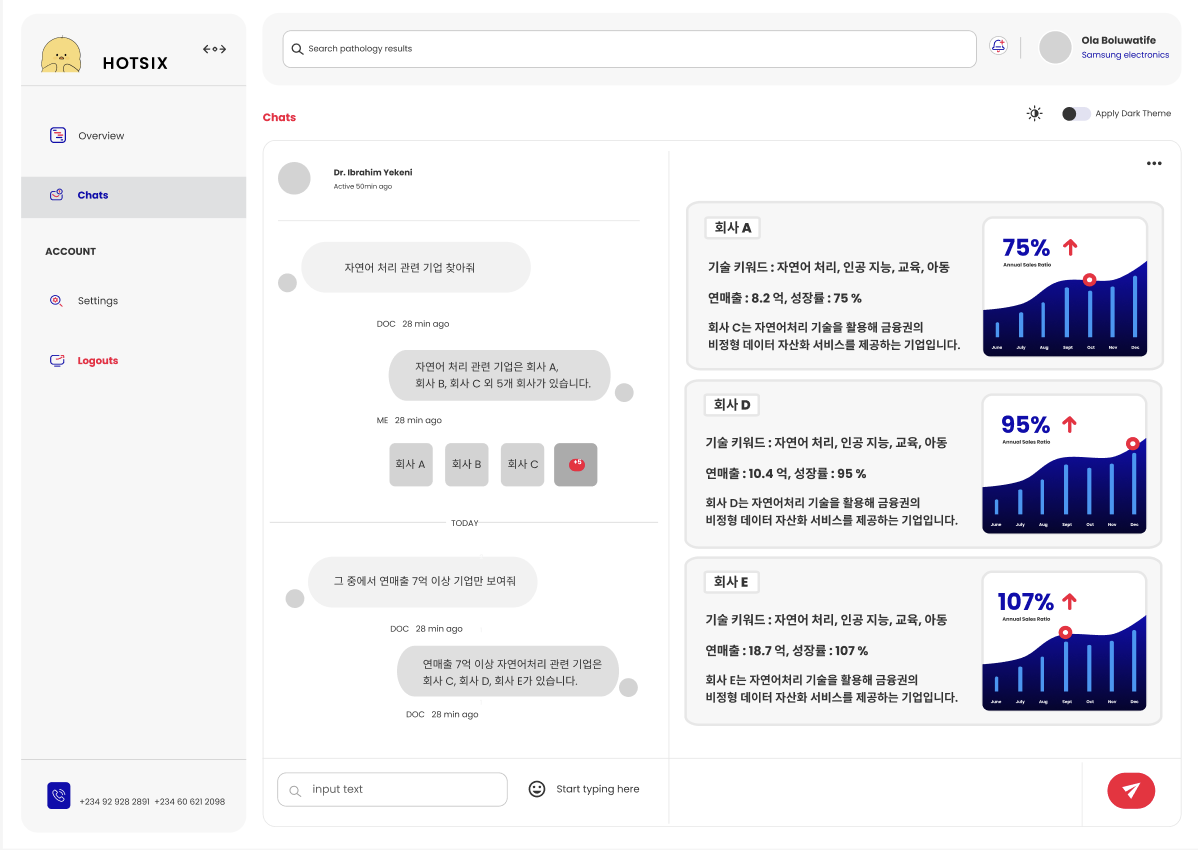 HOTSIX
Overview
Chats
ACCOUNT
Settings
Logouts
+234 92 928 2891 +234 60 621 2098
Search pathology results
Ola Boluwatife
Samsung electronics
Chats
Apply Dark Theme
Dr. Ibrahim Yekeni
Active 50min ago
자연어 처리 관련 기업 찾아줘
DOC 28 min ago
자연어 처리 관련 기업은 회사 A,
회사 B, 회사 C 외 5개 회사가 있습니다.
ME 28 min ago
회사 A 회사 B 회사 C +5
TODAY
그 중에서 연매출 7억 이상 기업만 보여줘
DOC 28 min ago
연매출 7억 이상 자연어처리 관련 기업은
회사 C, 회사 D, 회사 E가 있습니다.
DOC 28 min ago
input text
Start typing here
회사 A
기술 키워드 : 자연어 처리, 인공 지능, 교육, 아동
연매출 : 8.2 억, 성장률 : 75 %
회사 C는 자연어처리 기술을 활용해 금융권의
비정형 데이터 자산화 서비스를 제공하는 기업입니다.
75%
Annual Sales Ratio
June July Aug Sept Oct Nov Dec
회사 D
기술 키워드 : 자연어 처리, 인공 지능, 교육, 아동
연매출 : 10.4 억, 성장률 : 95 %
회사 D는 자연어처리 기술을 활용해 금융권의
비정형 데이터 자산화 서비스를 제공하는 기업입니다.
95%
Annual Sales Ratio
June July Aug Sept Oct Nov Dec
회사 E
기술 키워드 : 자연어 처리, 인공 지능, 교육, 아동
연매출 : 18.7 억, 성장률 : 107 %
회사 E는 자연어처리 기술을 활용해 금융권의
비정형 데이터 자산화 서비스를 제공하는 기업입니다.
107%
Annual Sales Ratio
June July Aug Sept Oct Nov Dec